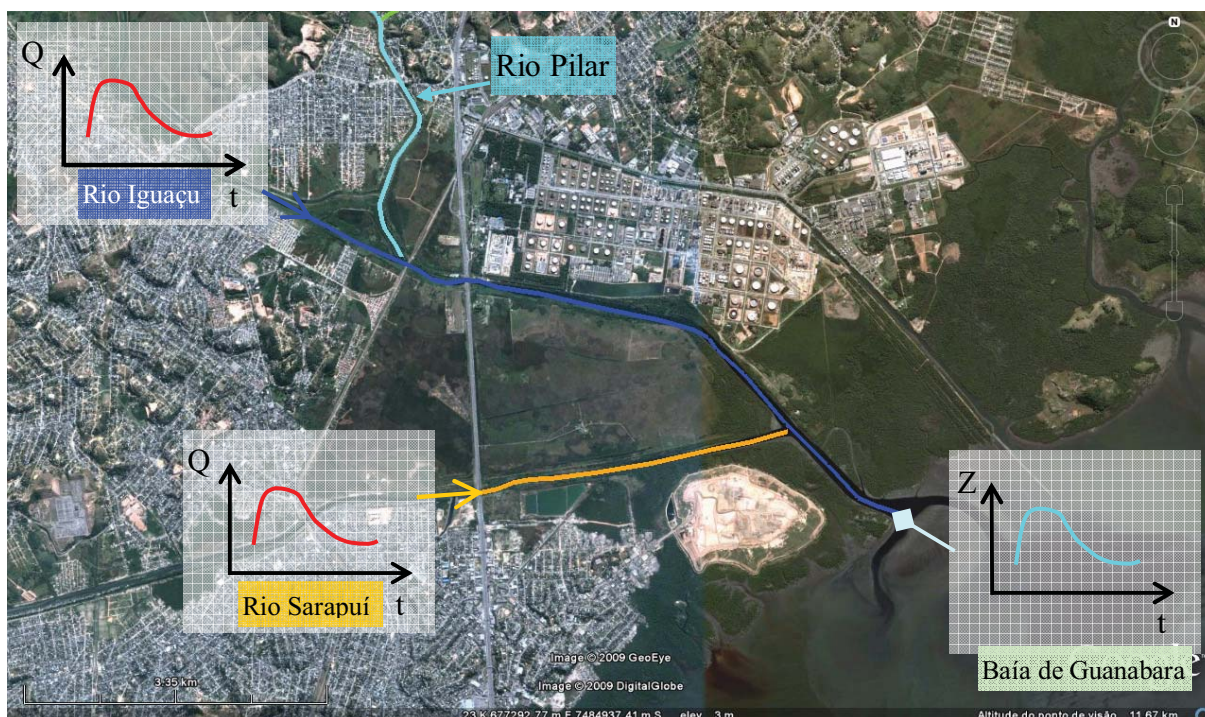 Q
t
Rio Iguaçu
Rio Pilar
N
Q
t
Rio Sarapuí
Z
t
Baía de Guanabara
Image © 2009 GeoEye
Image © 2009 DigitalGlobe
3.35 km
23 K 677292.77 m E 7484937.41 m S elev 3 m
Altitude do ponto de visão 11.67 km